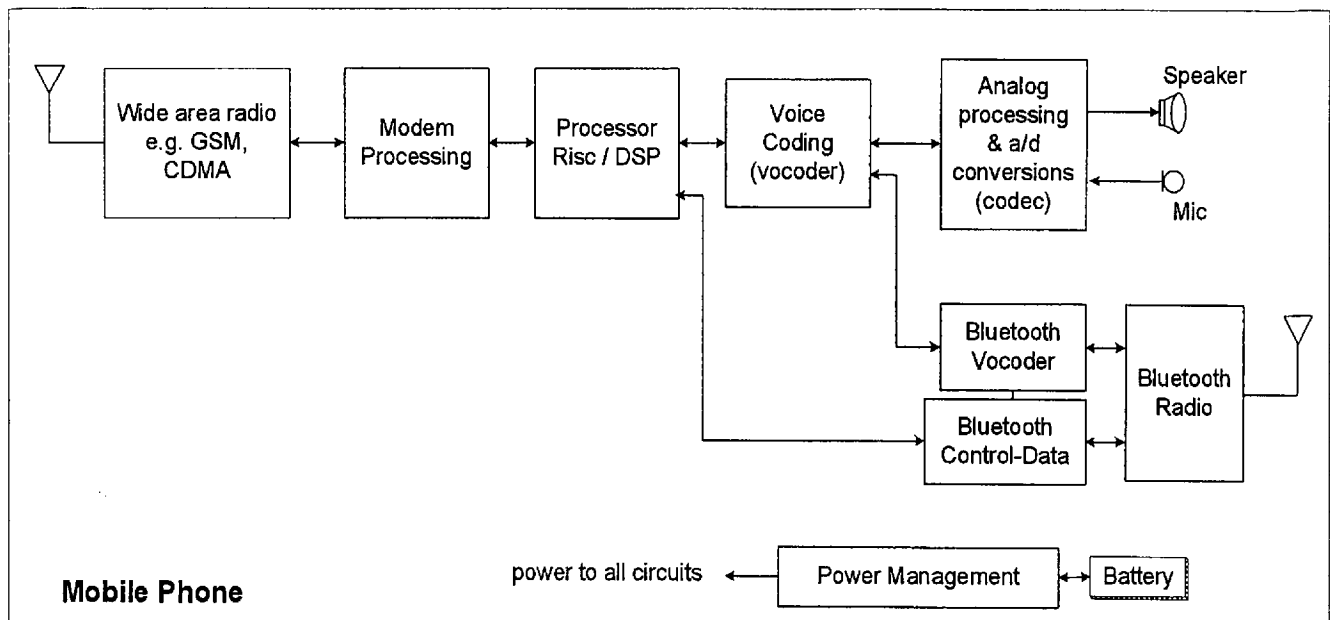 Wide area radio
e.g. GSM,
CDMA
Modem
Processing
Processor
Risc / DSP
Voice
Coding
(vocoder)
Analog
processing
& a/d
conversions
(codec)
Speaker
Mic
Bluetooth
Vocoder
Bluetooth
Control-Data
Bluetooth
Radio
power to all circuits
Power Management
Battery
Mobile Phone